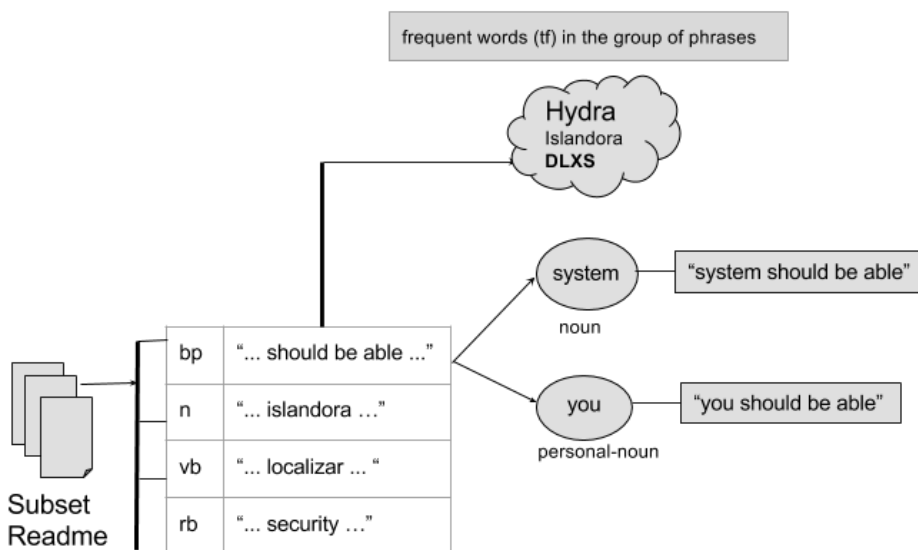 frequent words (tf) in the group of phrases
Hydra
Islandora
DLXS
system
“system should be able”
noun
bp “... should be able ...”
you
“you should be able”
n “... islandora ...”
personal-noun
vb “... localizar ... “
Subset
Readme
rb “... security ...”